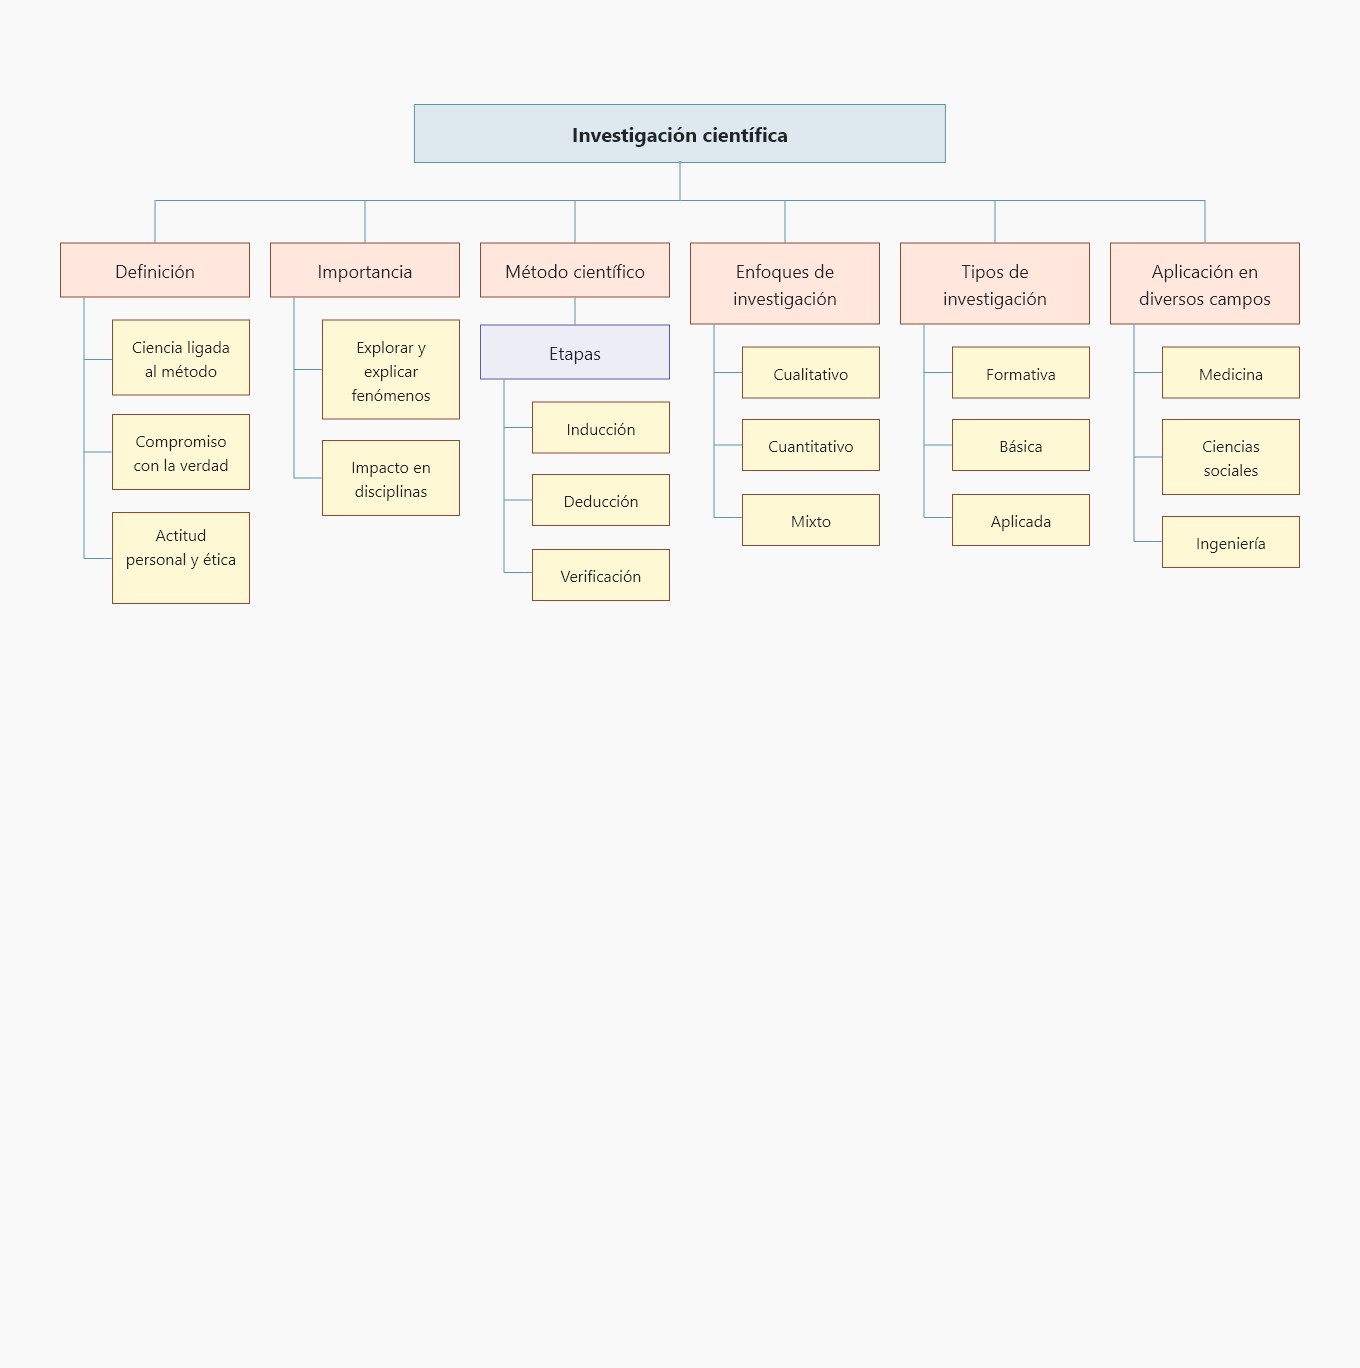 Investigación científica
Definición
Ciencia ligada
al método
Compromiso
con la verdad
Actitud
personal y ética
Importancia
Explorar y
explicar
fenómenos
Impacto en
disciplinas
Método científico
Etapas
Inducción
Deducción
Verificación
Enfoques de
investigación
Cualitativo
Cuantitativo
Mixto
Tipos de
investigación
Formativa
Básica
Aplicada
Aplicación en
diversos campos
Medicina
Ciencias
sociales
Ingeniería